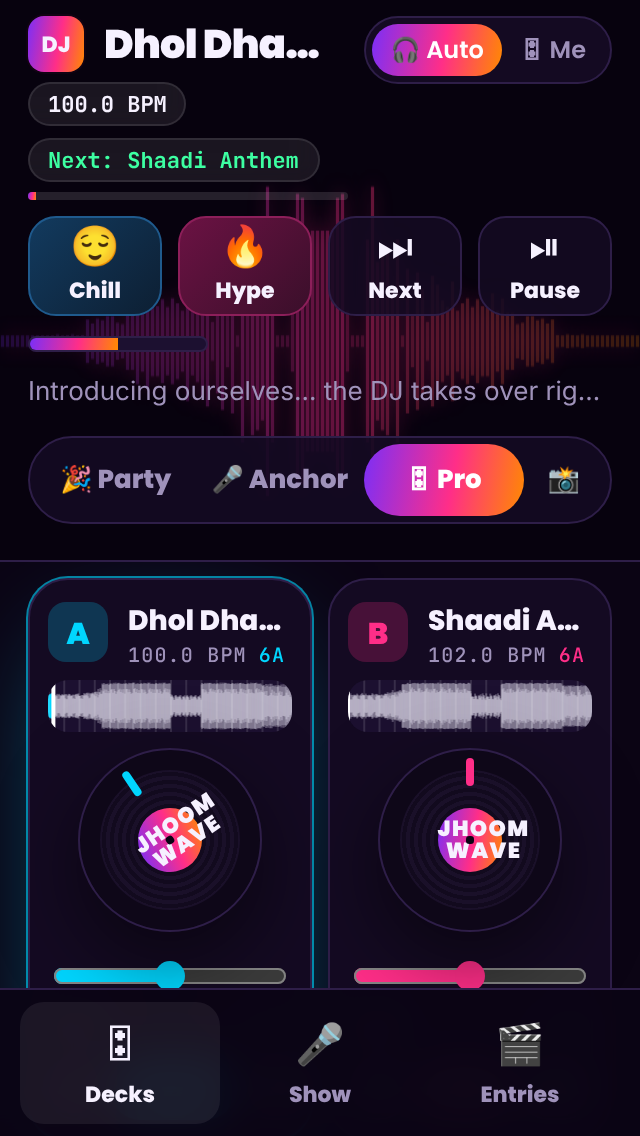 DJ
Dhol Dha...
Auto
Me
100.0 BPM
Next: Shaadi Anthem
Chill
Hype
Next
Pause
Introducing ourselves... the DJ takes over rig...
Party
Anchor
Pro
A
Dhol Dha...
100.0 BPM 6A
JHOOM
WAVE
B
Shaadi A...
102.0 BPM 6A
JHOOM
WAVE
Decks
Show
Entries